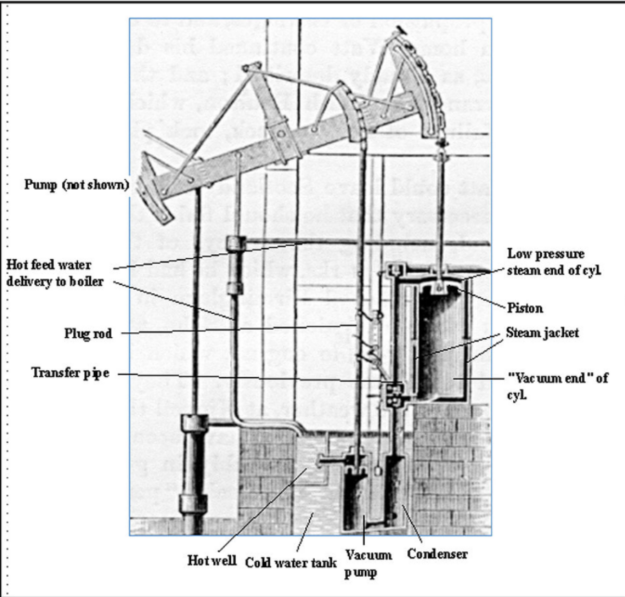 Pump (not shown)
Hot feed water
delivery to boiler
Plug rod
Transfer pipe
Low pressure
steam end of cyl.
Piston
Steam jacket
"Vacuum end" of
cyl.
Hot well
Cold water tank
Vacuum
pump
Condenser